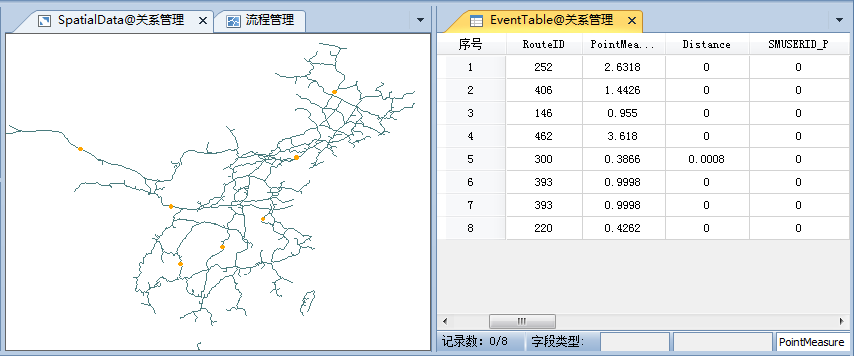 SpatialData@关系管理 流程管理 EventTable@关系管理
序号 RouteID PointMea... Distance SMUSERID_P
1 252 2.6318 0 0
2 406 1.4426 0 0
3 146 0.955 0 0
4 462 3.618 0 0
5 300 0.3866 0.0008 0
6 393 0.9998 0 0
7 393 0.9998 0 0
8 220 0.4262 0 0
记录数: 0/8 字段类型: PointMeasure